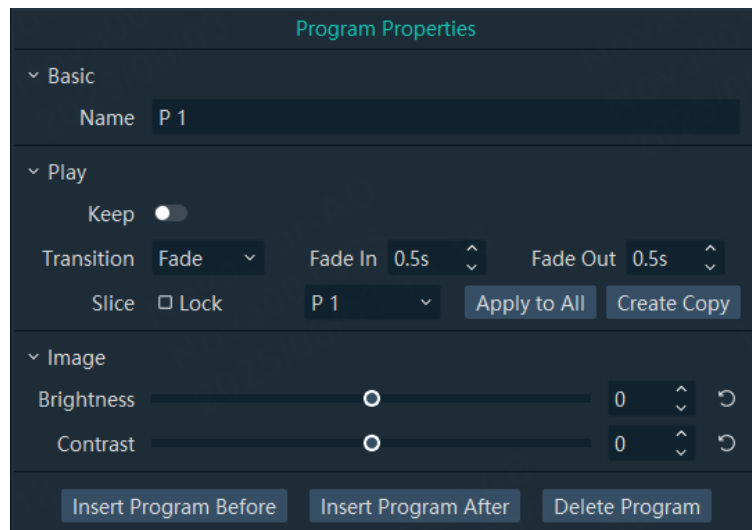 Program Properties
Basic
Name P 1
Play
Keep
Transition Fade Fade In 0.5s Fade Out 0.5s
Slice Lock P 1 Apply to All Create Copy
Image
Brightness 0
Contrast 0
Insert Program Before Insert Program After Delete Program